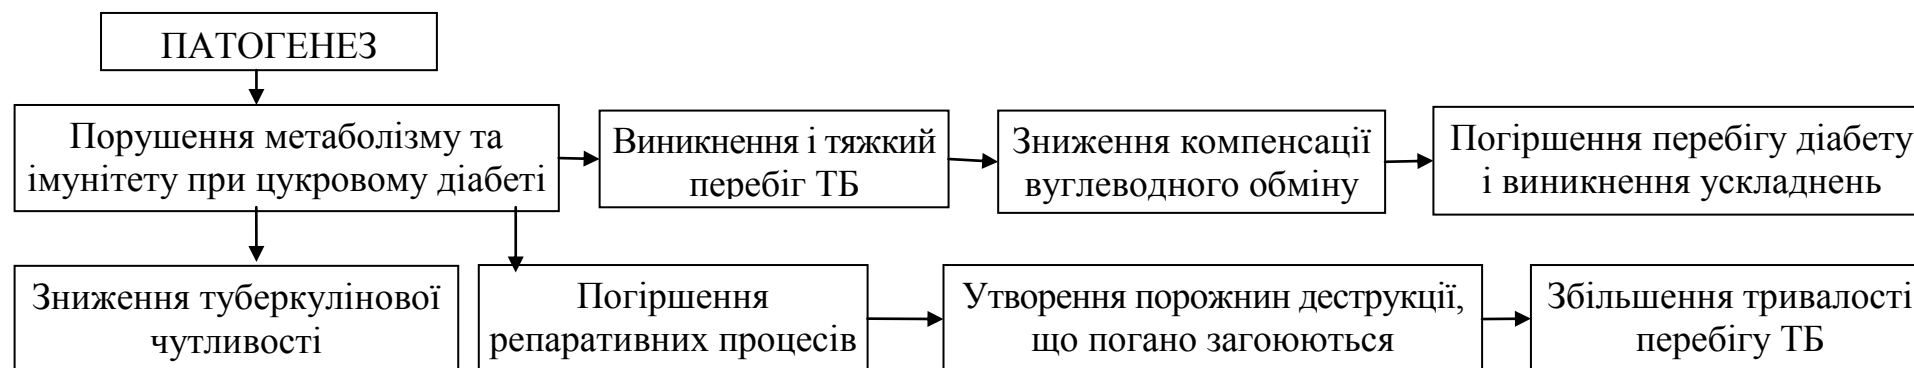 ПАТОГЕНЕЗ
Порушення метаболізму та
імунітету при цукровому діабеті
Виникнення і тяжкий
перебіг ТБ
Зниження компенсації
вуглеводного обміну
Погіршення перебігу діабету
і виникнення ускладнень
Зниження туберкулінової
чутливості
Погіршення
репаративних процесів
Утворення порожнин деструкції,
що погано загоюються
Збільшення тривалості
перебігу ТБ